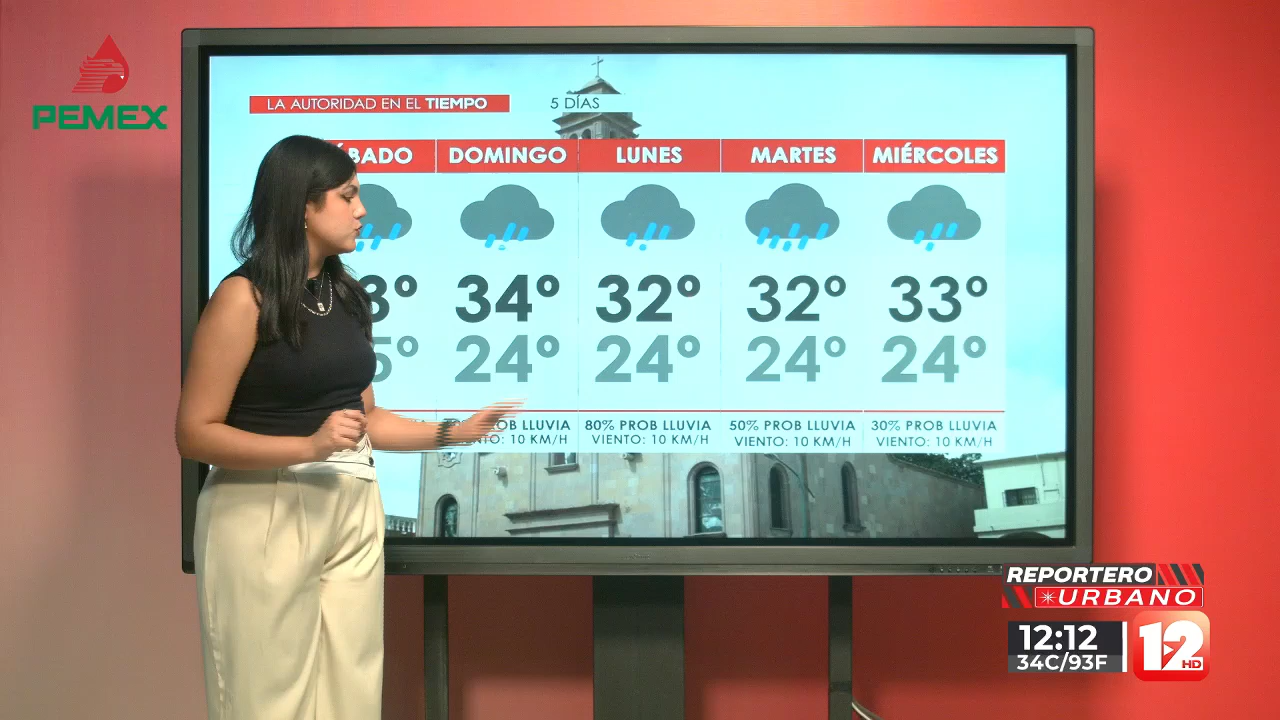 PEMEX
LA AUTORIDAD EN EL TIEMPO
5 DÍAS
DOMINGO LUNES MARTES MIÉRCOLES
34° 32° 32° 33°
24° 24° 24° 24°
PROB LLUVIA 80% PROB LLUVIA 50% PROB LLUVIA 30% PROB LLUVIA
10 KM/H VIENTO: 10 KM/H VIENTO: 10 KM/H VIENTO: 10 KM/H
REPORTERO
URBANO
12:12
34C/93F
12
HD